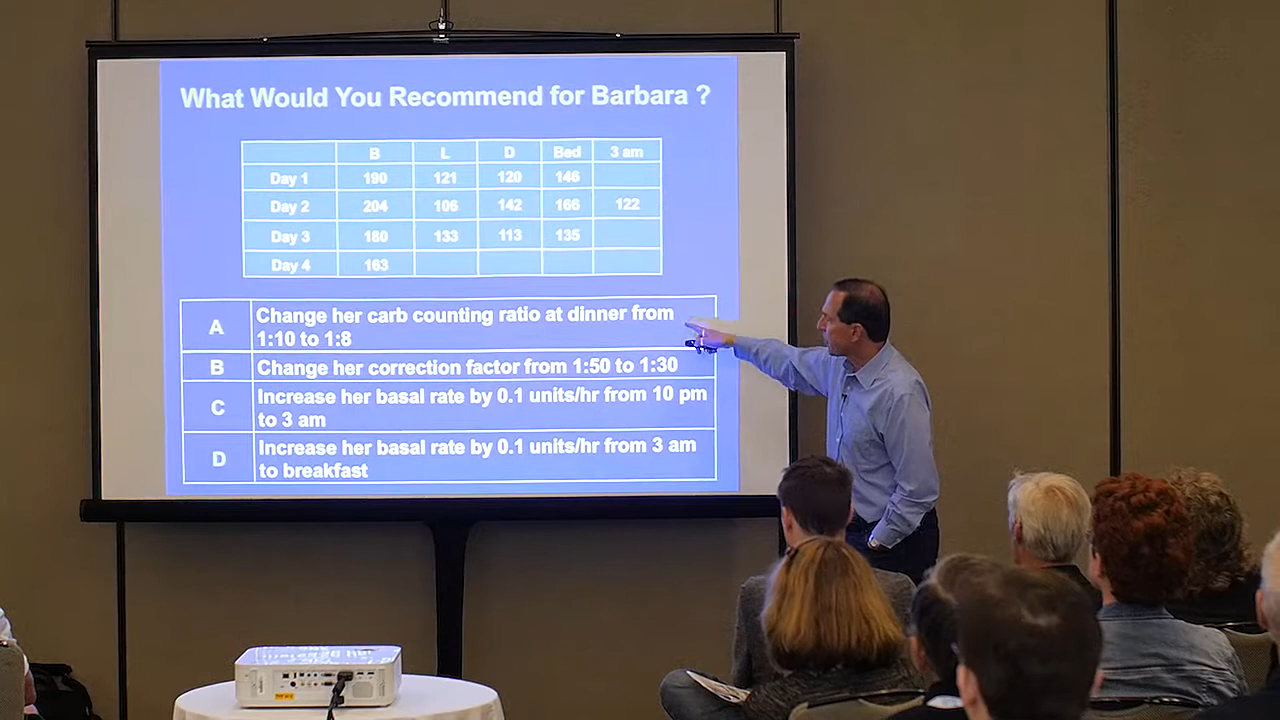 What Would You Recommend for Barbara ?
B L D Bed 3 am
Day 1 190 121 120 146
Day 2 204 106 142 166 122
Day 3 180 133 113 135
Day 4 163
A Change her carb counting ratio at dinner from
1:10 to 1:8
B Change her correction factor from 1:50 to 1:30
C Increase her basal rate by 0.1 units/hr from 10 pm
to 3 am
D Increase her basal rate by 0.1 units/hr from 3 am
to breakfast